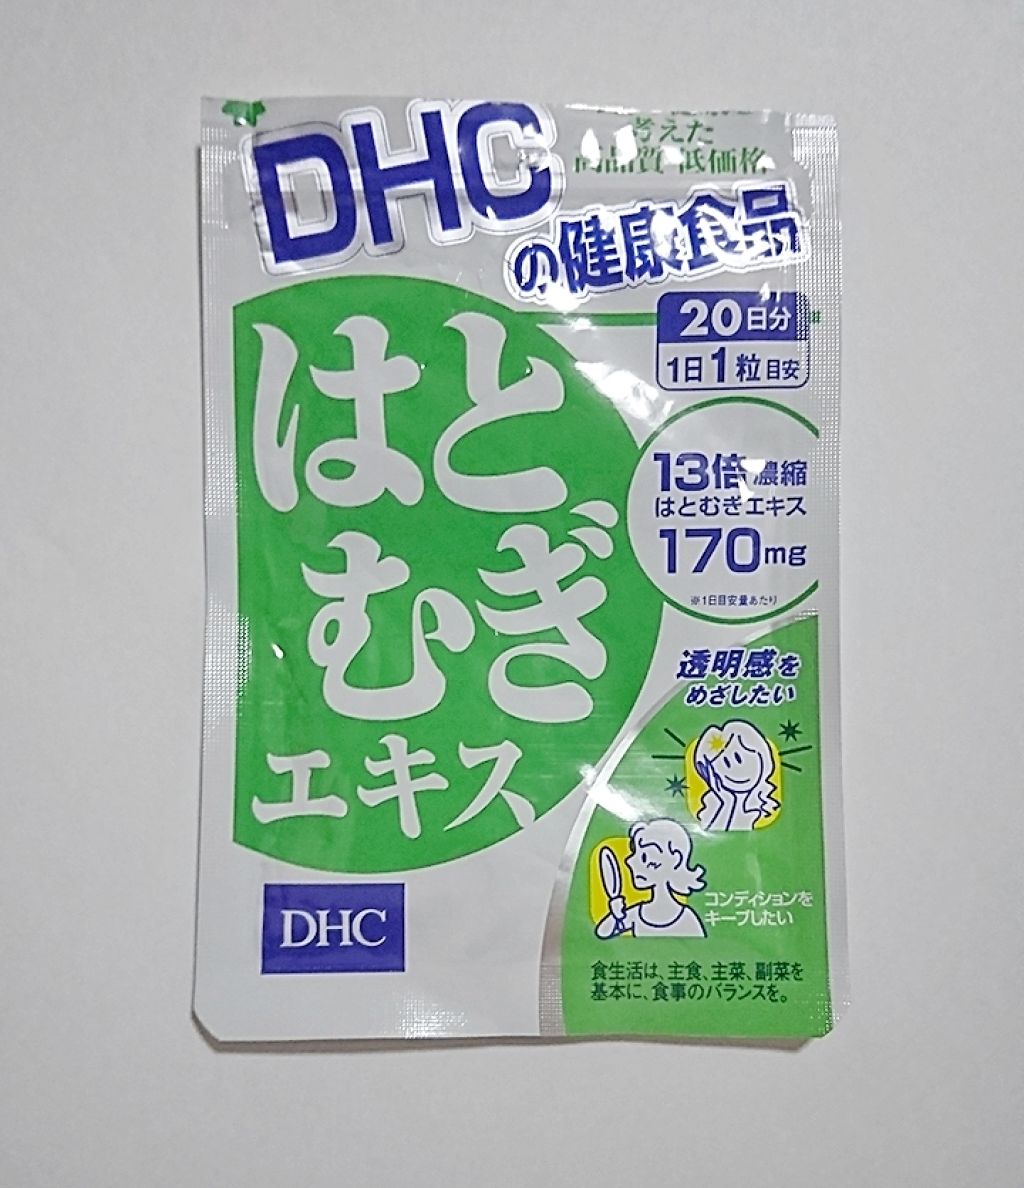 考えた
高品質 低価格
DHC
の健康食品
20日分
1日1粒目安
はと
むぎ
エキス
13倍濃縮
はとむぎエキス
170mg
※1日目安量あたり
透明感を
めざしたい
コンディションを
キープしたい
DHC
食生活は、主食、主菜、副菜を
基本に、食事のバランスを。